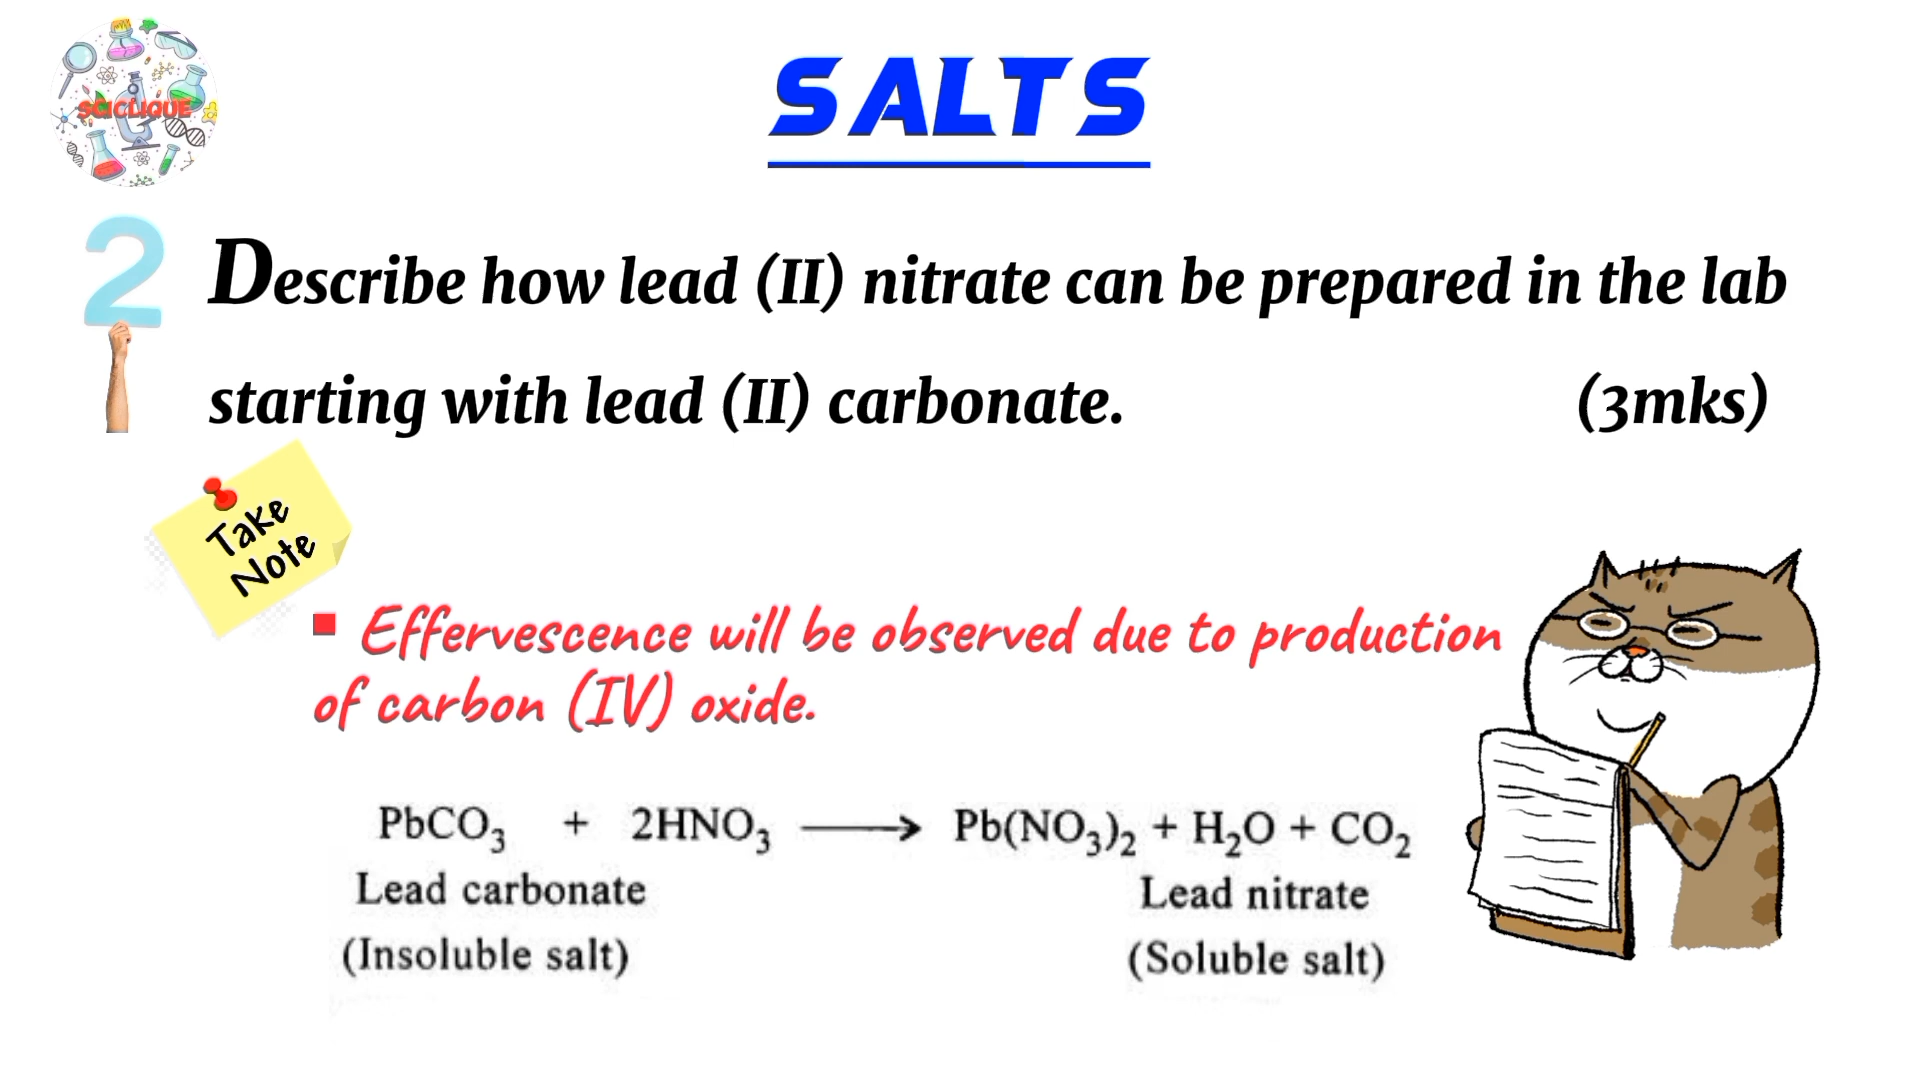 SCICLIQUE
SALTS
2
Describe how lead (II) nitrate can be prepared in the lab
starting with lead (II) carbonate. (3mks)
Take
Note
▪ Effervescence will be observed due to production
of carbon (IV) oxide.
PbCO₃ + 2HNO₃ ⟶ Pb(NO₃)₂ + H₂O + CO₂
Lead carbonate Lead nitrate
(Insoluble salt) (Soluble salt)